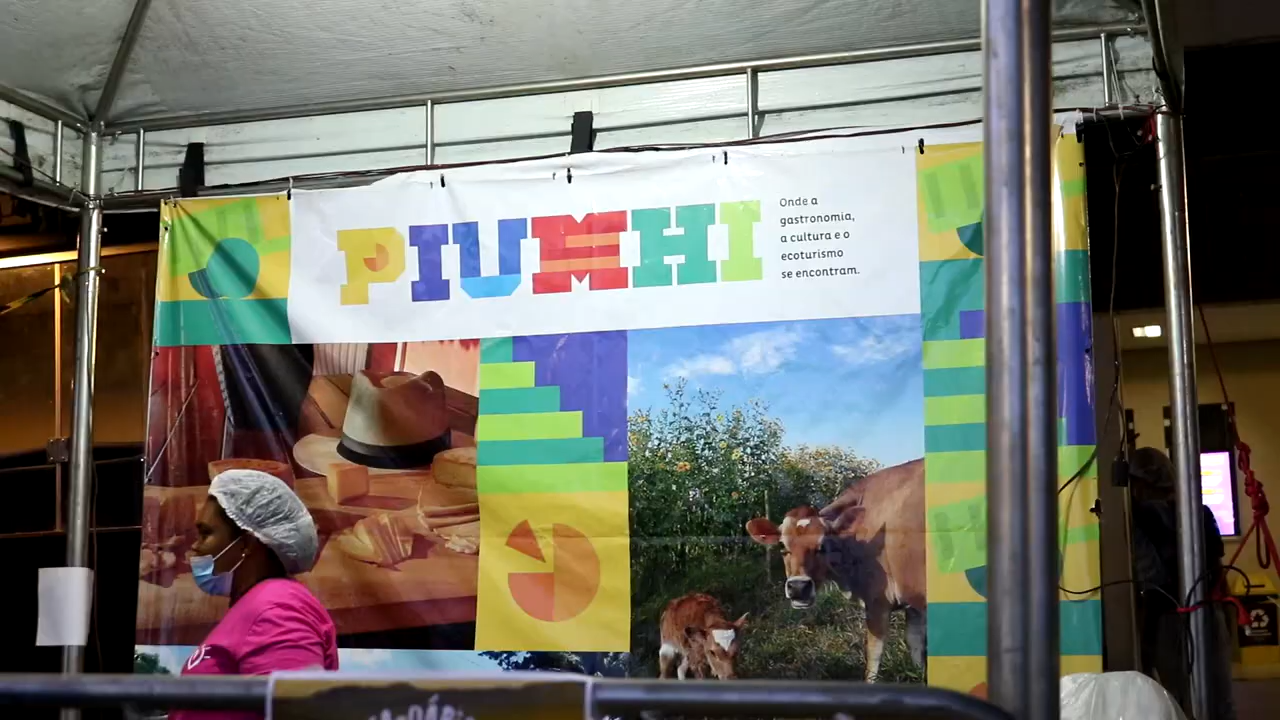 PIUMHI
Onde a
gastronomia,
a cultura e o
ecoturismo
se encontram.